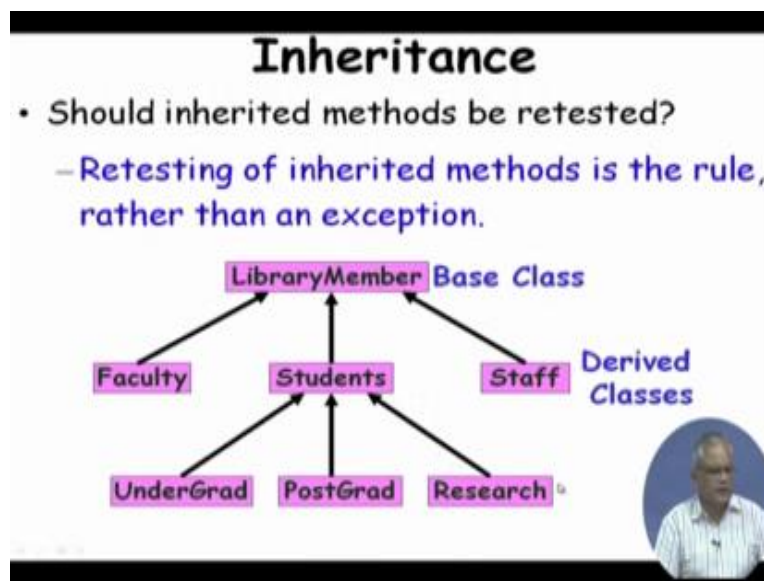 Inheritance
• Should inherited methods be retested?
–Retesting of inherited methods is the rule,
rather than an exception.
LibraryMember Base Class
Faculty Students Staff Derived
Classes
UnderGrad PostGrad Research